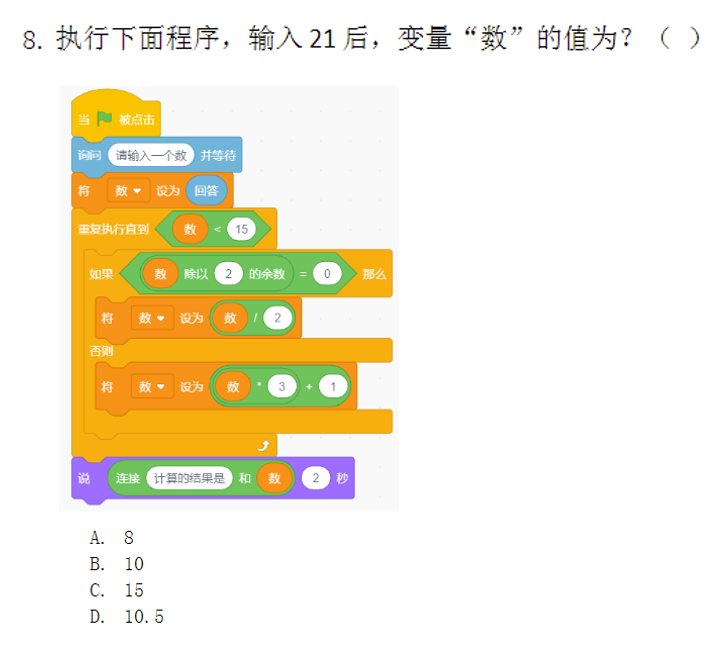 8. 执行下面程序，输入 21 后，变量“数”的值为？（ ）
当 被点击
询问 请输入一个数 并等待
将 数 设为 回答
重复执行直到 数 < 15
如果 数 除以 2 的余数 = 0 那么
将 数 设为 数 / 2
否则
将 数 设为 数 * 3 + 1
说 连接 计算的结果是 和 数 2 秒
A. 8
B. 10
C. 15
D. 10.5